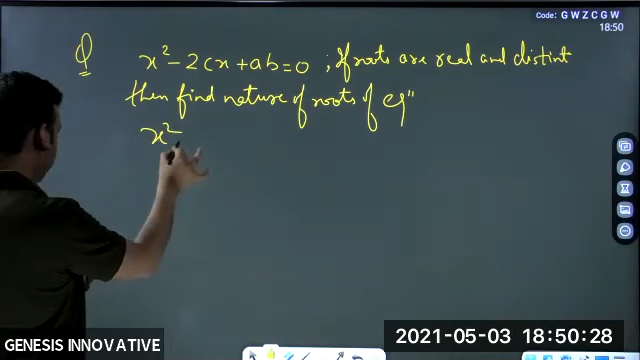 Code: G W Z C G W
18:50
Q x² - 2cx + ab = 0 ; If roots are real and distint
then find nature of roots of eqⁿ
x²
GENESIS INNOVATIVE
2021-05-03 18:50:28